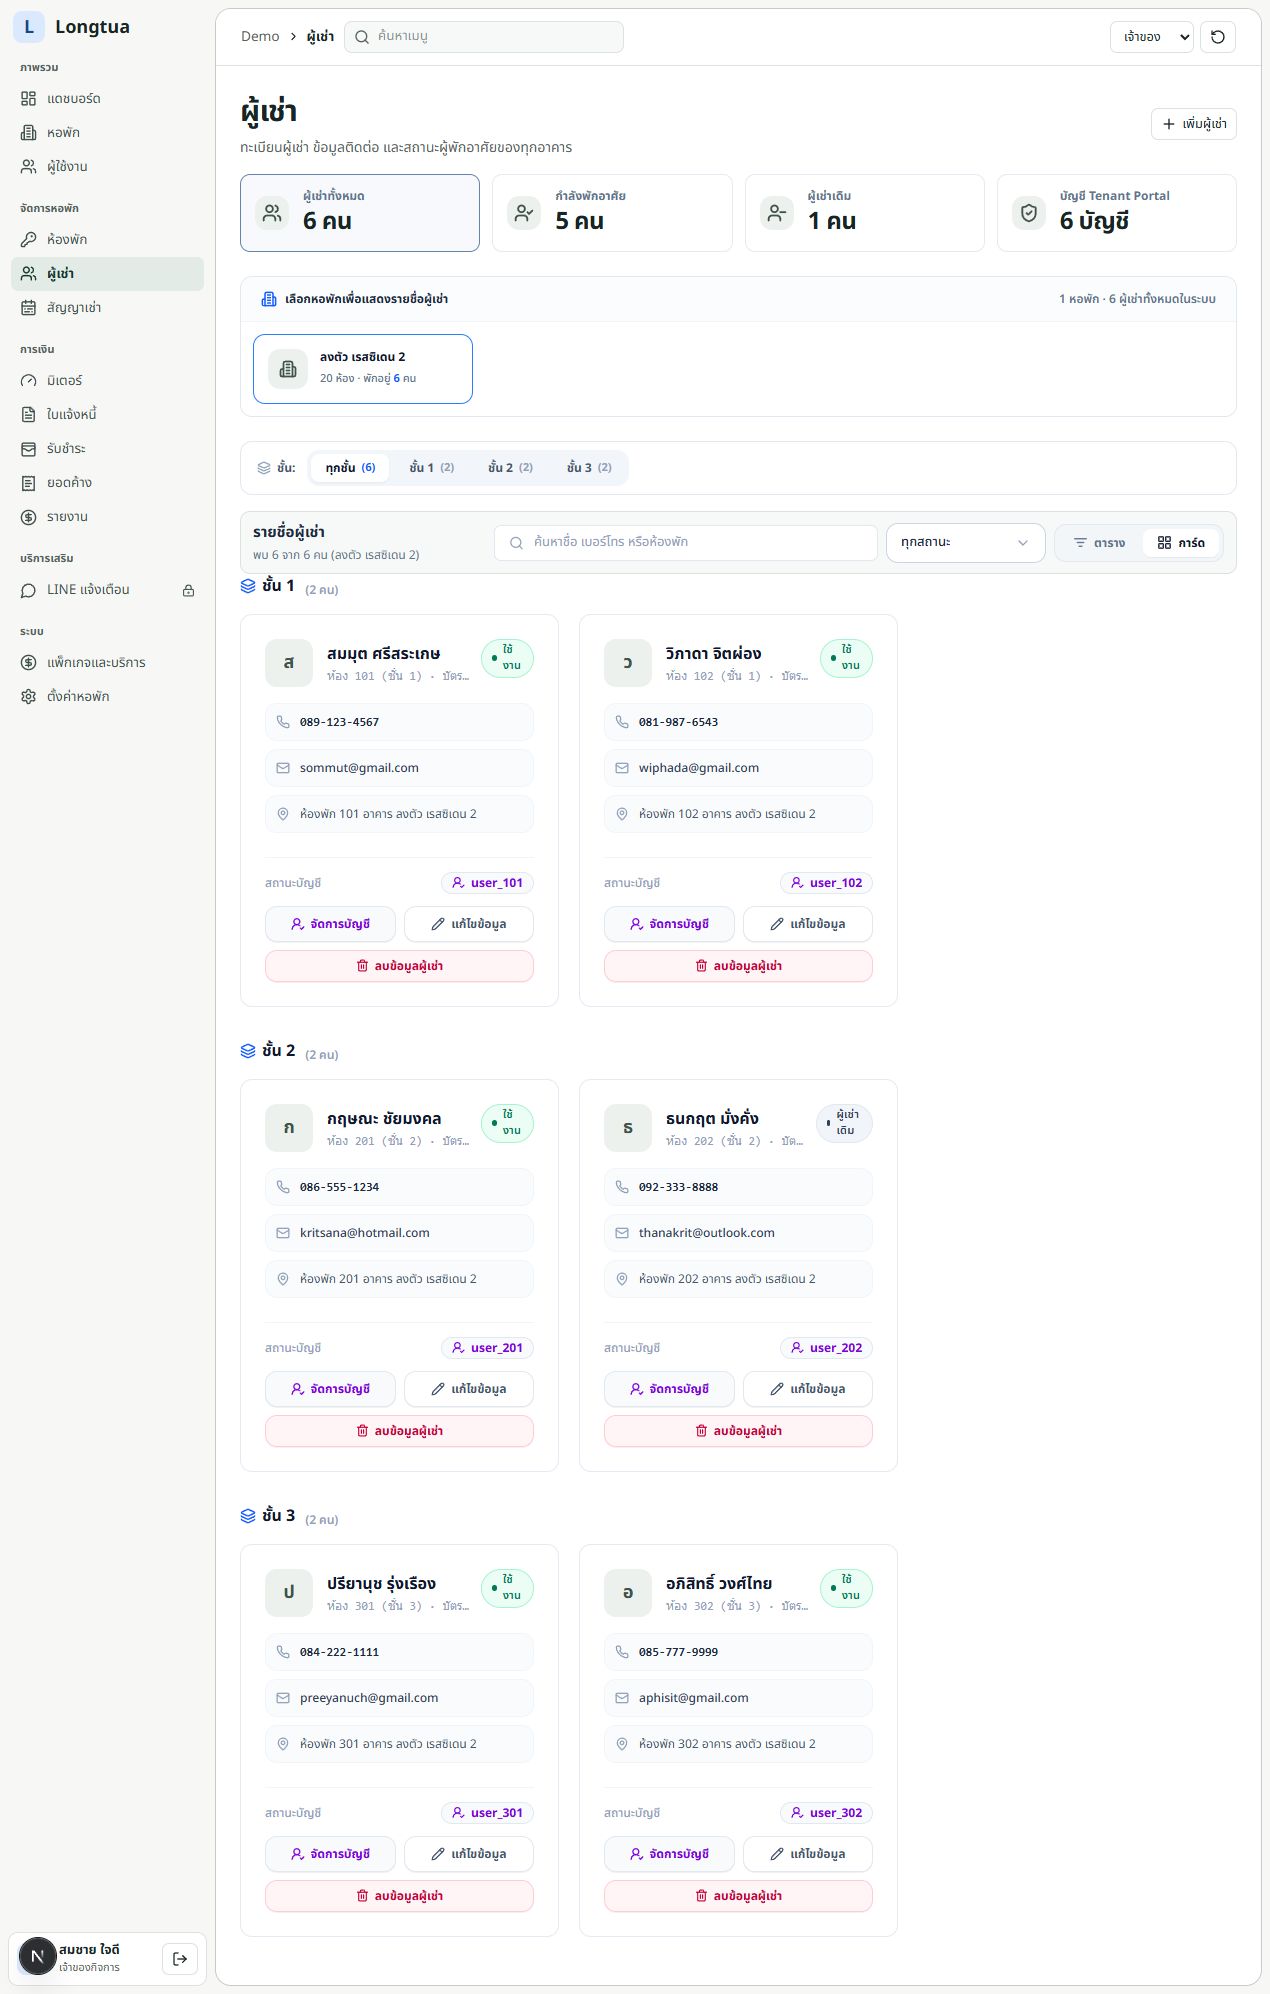 L Longtua
ภาพรวม
แดชบอร์ด
หอพัก
ผู้ใช้งาน
จัดการหอพัก
ห้องพัก
ผู้เช่า
สัญญาเช่า
การเงิน
มิเตอร์
ใบแจ้งหนี้
รับชำระ
ยอดค้าง
รายงาน
บริการเสริม
LINE แจ้งเตือน
ระบบ
แพ็กเกจและบริการ
ตั้งค่าหอพัก
N สมชาย ใจดี
เจ้าของกิจการ
Demo > ผู้เช่า ค้นหาเมนู เจ้าของ
ผู้เช่า
ทะเบียนผู้เช่า ข้อมูลติดต่อ และสถานะผู้พักอาศัยของทุกอาคาร
+ เพิ่มผู้เช่า
ผู้เช่าทั้งหมด
6 คน
กำลังพักอาศัย
5 คน
ผู้เช่าเดิม
1 คน
บัญชี Tenant Portal
6 บัญชี
เลือกหอพักเพื่อแสดงรายชื่อผู้เช่า 1 หอพัก · 6 ผู้เช่าทั้งหมดในระบบ
ลงตัว เรสซิเดน 2
20 ห้อง · พักอยู่ 6 คน
ชั้น: ทุกชั้น (6) ชั้น 1 (2) ชั้น 2 (2) ชั้น 3 (2)
รายชื่อผู้เช่า
พบ 6 จาก 6 คน (ลงตัว เรสซิเดน 2)
ค้นหาชื่อ เบอร์โทร หรือห้องพัก ทุกสถานะ ตาราง การ์ด
ชั้น 1 (2 คน)
ส สมมุต ศรีสระเกษ ใช้งาน
ห้อง 101 (ชั้น 1) · บัตร…
089-123-4567
sommut@gmail.com
ห้องพัก 101 อาคาร ลงตัว เรสซิเดน 2
สถานะบัญชี user_101
จัดการบัญชี แก้ไขข้อมูล
ลบข้อมูลผู้เช่า
ว วิภาดา จิตผ่อง ใช้งาน
ห้อง 102 (ชั้น 1) · บัตร…
081-987-6543
wiphada@gmail.com
ห้องพัก 102 อาคาร ลงตัว เรสซิเดน 2
สถานะบัญชี user_102
จัดการบัญชี แก้ไขข้อมูล
ลบข้อมูลผู้เช่า
ชั้น 2 (2 คน)
ก กฤษณะ ชัยมงคล ใช้งาน
ห้อง 201 (ชั้น 2) · บัตร…
086-555-1234
kritsana@hotmail.com
ห้องพัก 201 อาคาร ลงตัว เรสซิเดน 2
สถานะบัญชี user_201
จัดการบัญชี แก้ไขข้อมูล
ลบข้อมูลผู้เช่า
ธ ธนกฤต มั่งคั่ง ผู้เช่าเดิม
ห้อง 202 (ชั้น 2) · บัต…
092-333-8888
thanakrit@outlook.com
ห้องพัก 202 อาคาร ลงตัว เรสซิเดน 2
สถานะบัญชี user_202
จัดการบัญชี แก้ไขข้อมูล
ลบข้อมูลผู้เช่า
ชั้น 3 (2 คน)
ป ปรียานุช รุ่งเรือง ใช้งาน
ห้อง 301 (ชั้น 3) · บัตร…
084-222-1111
preeyanuch@gmail.com
ห้องพัก 301 อาคาร ลงตัว เรสซิเดน 2
สถานะบัญชี user_301
จัดการบัญชี แก้ไขข้อมูล
ลบข้อมูลผู้เช่า
อ อภิสิทธิ์ วงศ์ไทย ใช้งาน
ห้อง 302 (ชั้น 3) · บัตร…
085-777-9999
aphisit@gmail.com
ห้องพัก 302 อาคาร ลงตัว เรสซิเดน 2
สถานะบัญชี user_302
จัดการบัญชี แก้ไขข้อมูล
ลบข้อมูลผู้เช่า